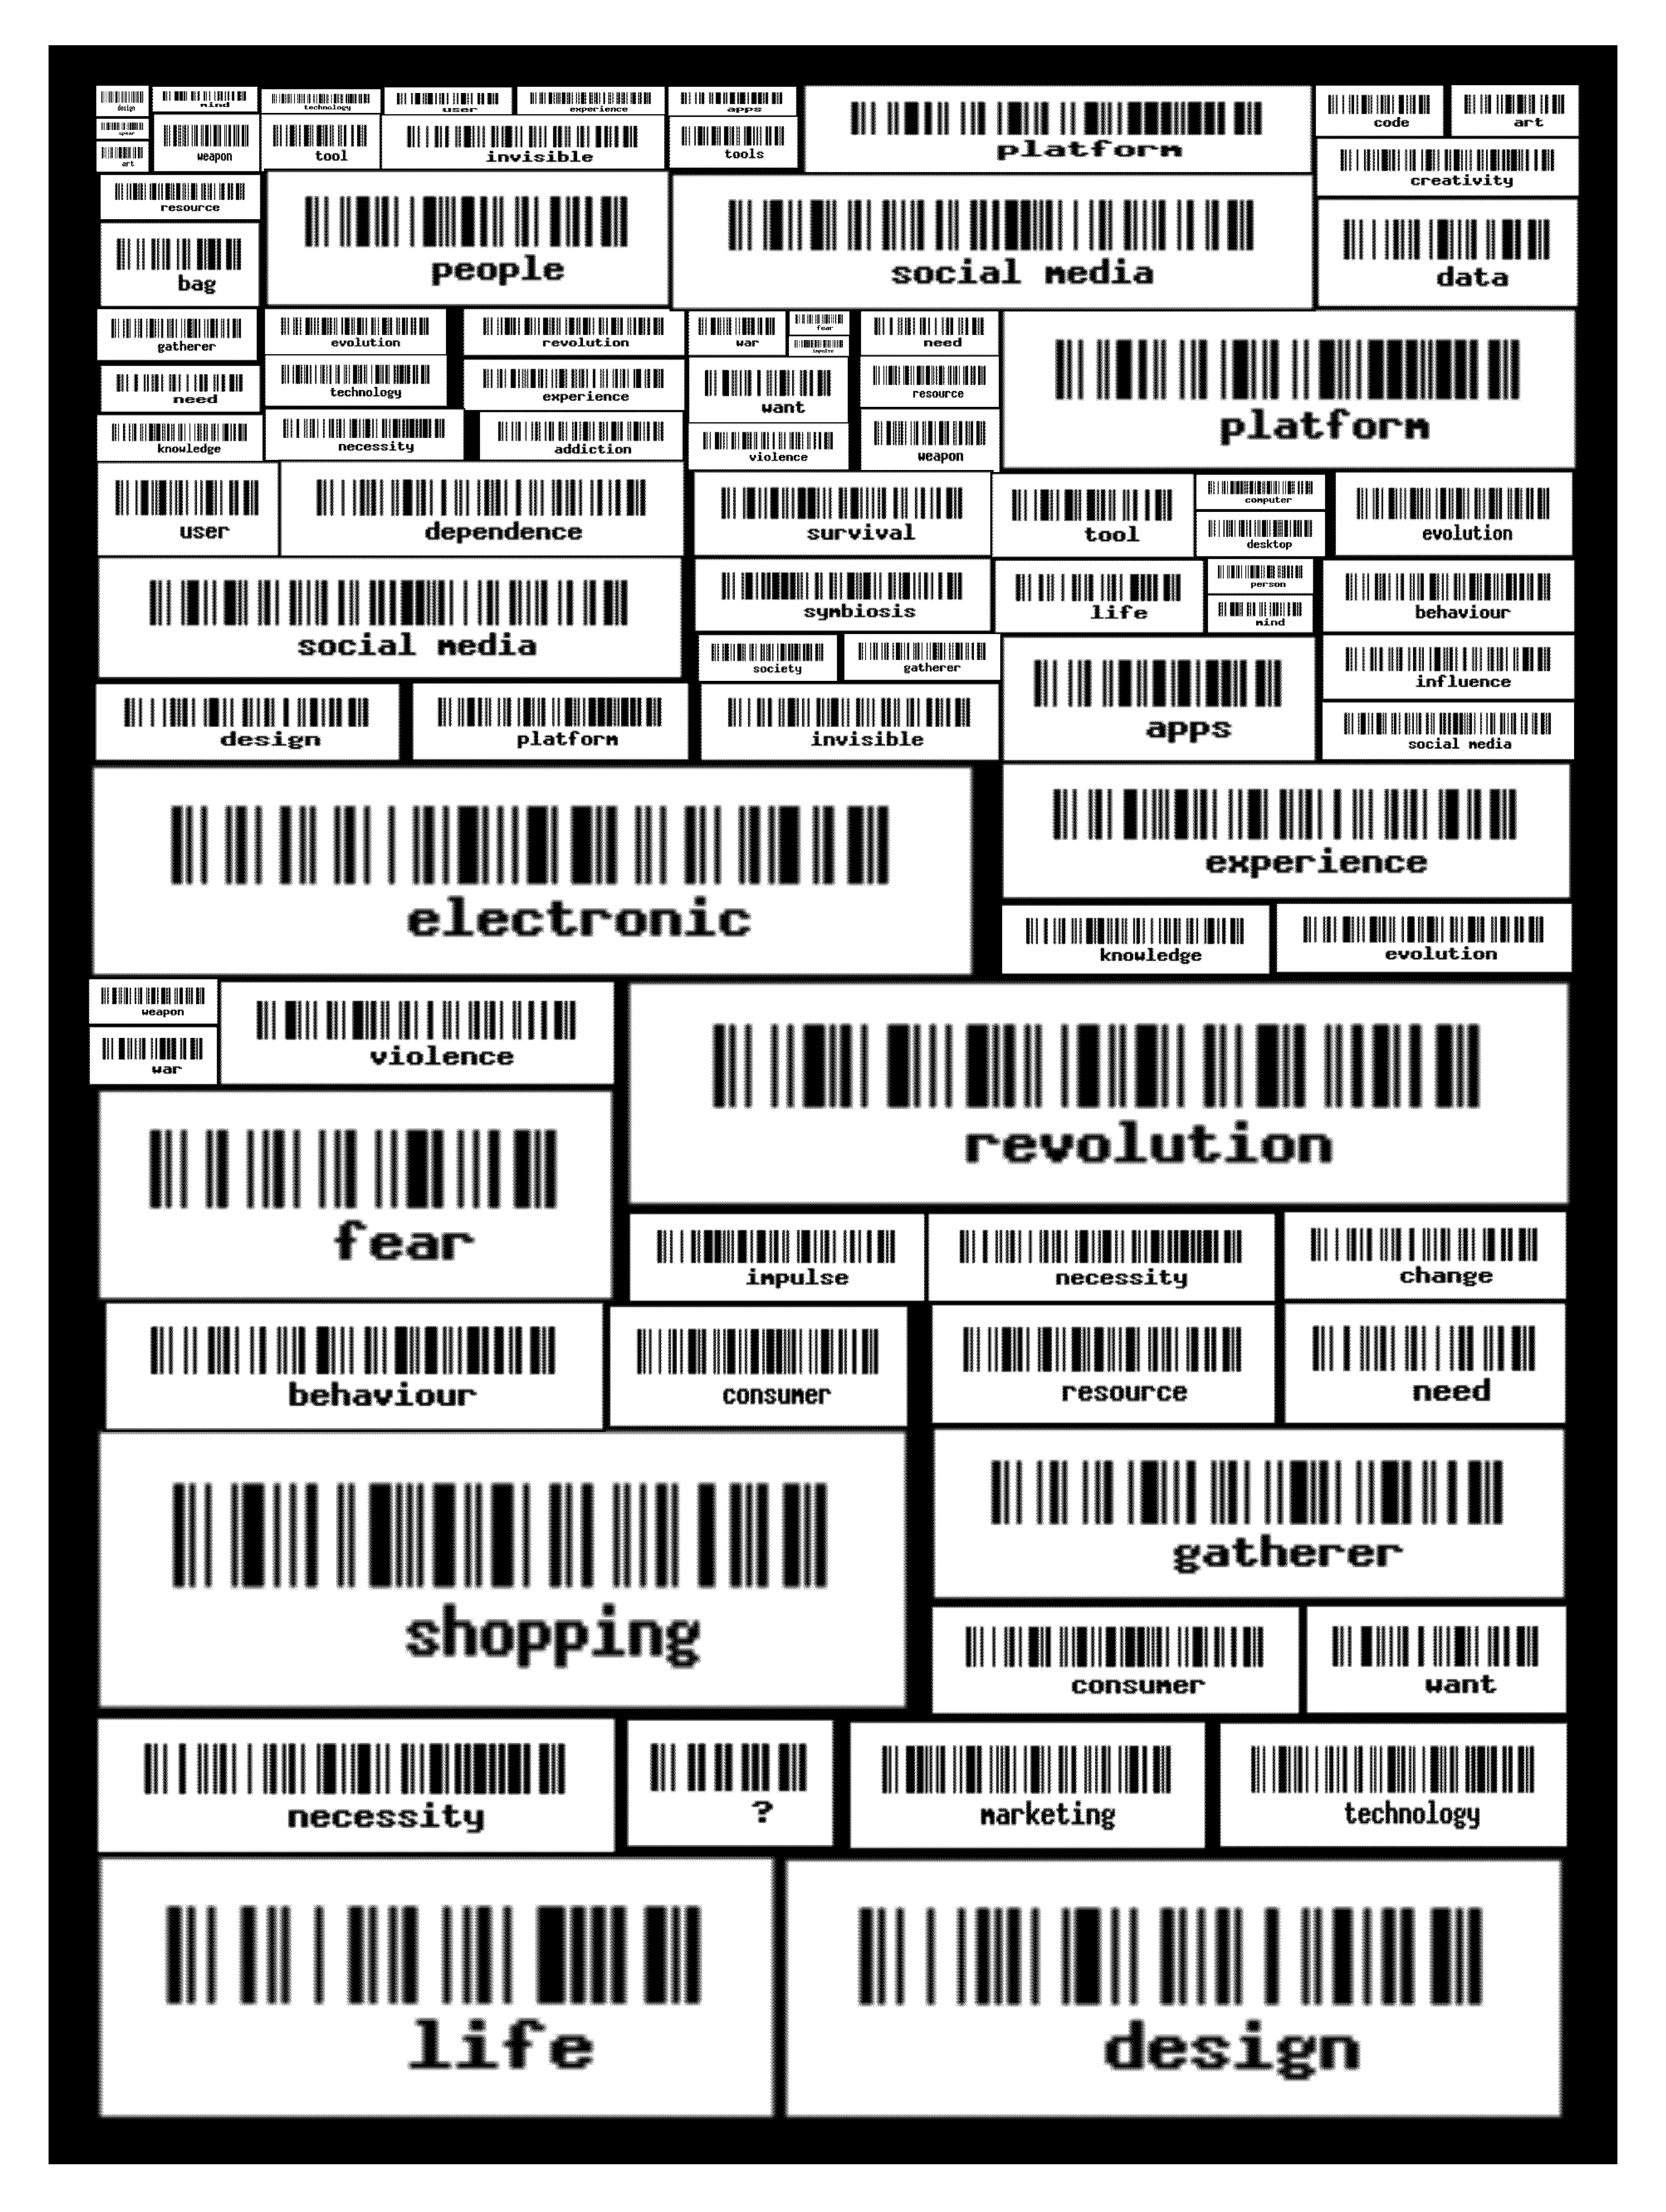 design
mind
technology
user
experience
apps
platform
code
art
spear
weapon
tool
invisible
tools
art
creativity
resource
people
social media
data
bag
gatherer
evolution
revolution
war
fear
need
platform
impulse
need
technology
experience
want
resource
knowledge
necessity
addiction
violence
weapon
user
dependence
survival
tool
computer
evolution
desktop
social media
symbiosis
life
person
behaviour
mind
society
gatherer
apps
influence
design
platform
invisible
social media
electronic
experience
knowledge
evolution
weapon
violence
revolution
war
fear
impulse
necessity
change
behaviour
consumer
resource
need
shopping
gatherer
consumer
want
necessity
?
marketing
technology
life
design